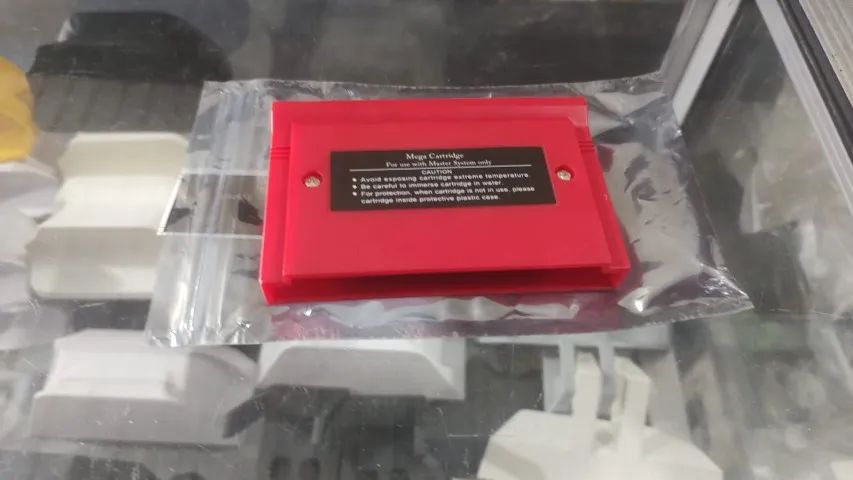 Mega Cartridge
For use with Master System only
CAUTION
• Avoid exposing cartridge extreme temperature.
• Be careful to immerse cartridge in water.
• For protection, when cartridge is not in use, please
cartridge inside protective plastic case.